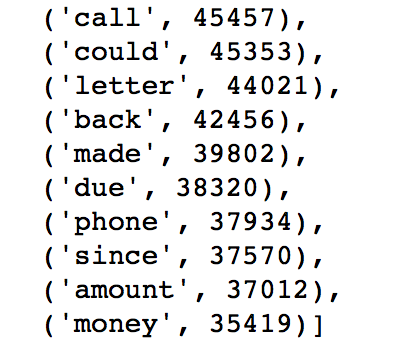 ('call', 45457),
('could', 45353),
('letter', 44021),
('back', 42456),
('made', 39802),
('due', 38320),
('phone', 37934),
('since', 37570),
('amount', 37012),
('money', 35419)]